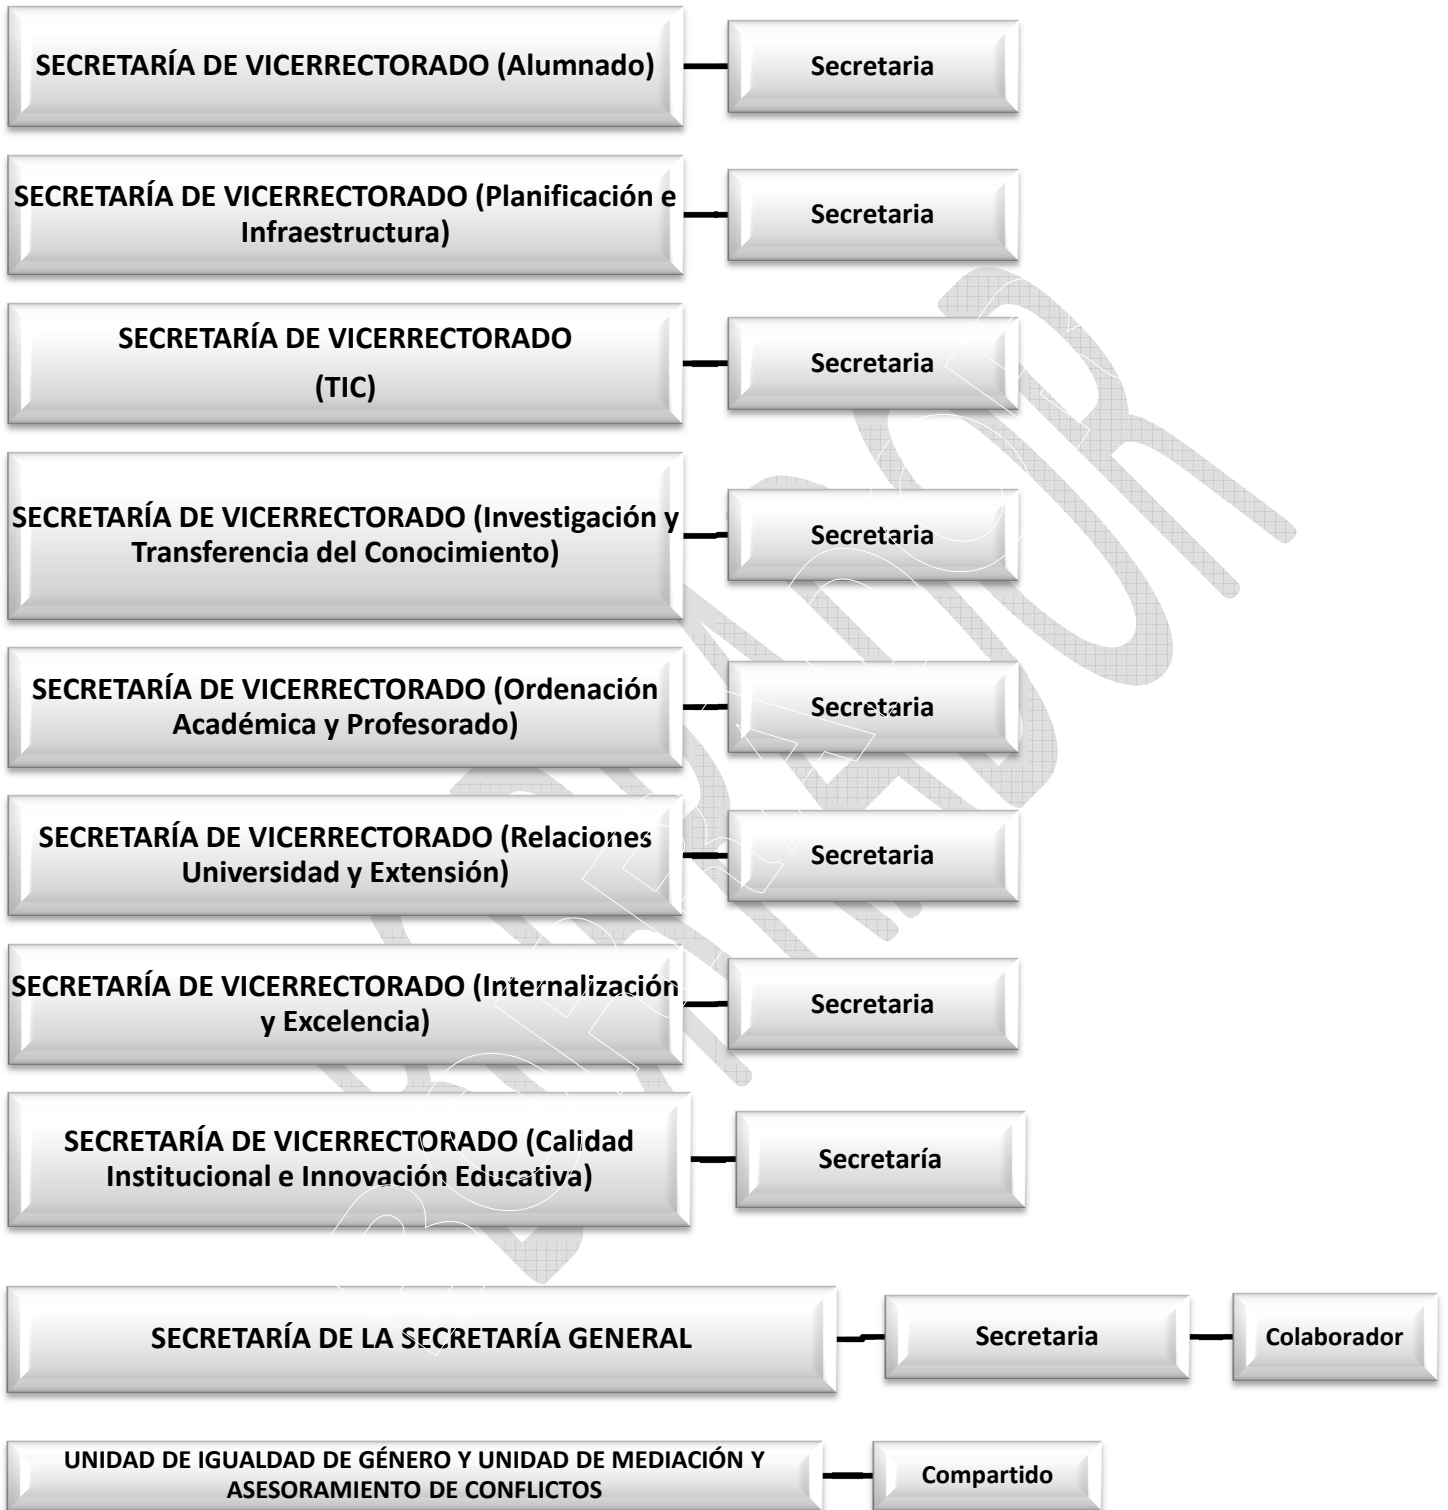 SECRETARÍA DE VICERRECTORADO (Alumnado)
Secretaria
SECRETARÍA DE VICERRECTORADO (Planificación e
Infraestructura)
Secretaria
SECRETARÍA DE VICERRECTORADO
(TIC)
Secretaria
SECRETARÍA DE VICERRECTORADO (Investigación y
Transferencia del Conocimiento)
Secretaria
SECRETARÍA DE VICERRECTORADO (Ordenación
Académica y Profesorado)
Secretaria
SECRETARÍA DE VICERRECTORADO (Relaciones
Universidad y Extensión)
Secretaria
SECRETARÍA DE VICERRECTORADO (Internalización
y Excelencia)
Secretaria
SECRETARÍA DE VICERRECTORADO (Calidad
Institucional e Innovación Educativa)
Secretaría
SECRETARÍA DE LA SECRETARÍA GENERAL
Secretaria
Colaborador
UNIDAD DE IGUALDAD DE GÉNERO Y UNIDAD DE MEDIACIÓN Y
ASESORAMIENTO DE CONFLICTOS
Compartido
BORRADOR